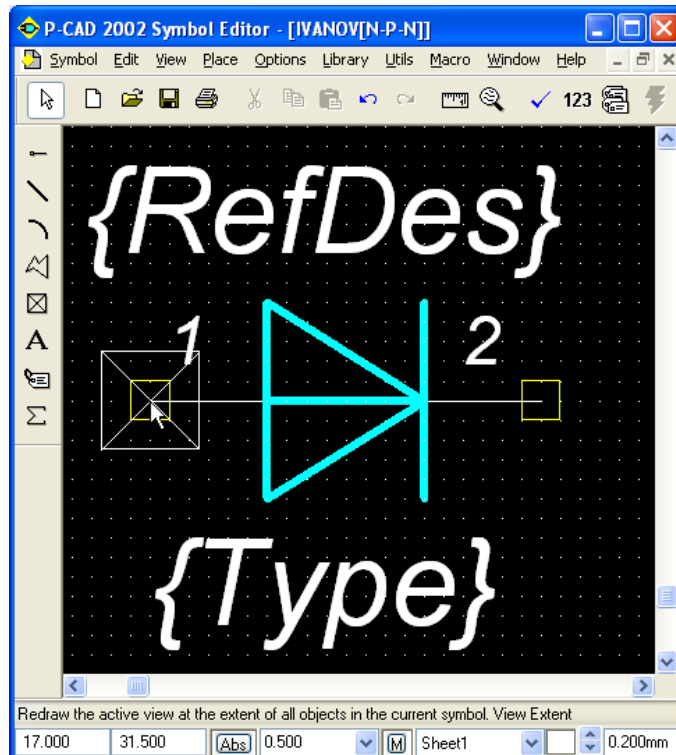 P-CAD 2002 Symbol Editor - [IVANOV[N-P-N]]
Symbol Edit View Place Options Library Utils Macro Window Help
123
{RefDes}
1 2
A
Σ
{Type}
Redraw the active view at the extent of all objects in the current symbol. View Extent
17.000 31.500 Abs 0.500 M Sheet1 0.200mm